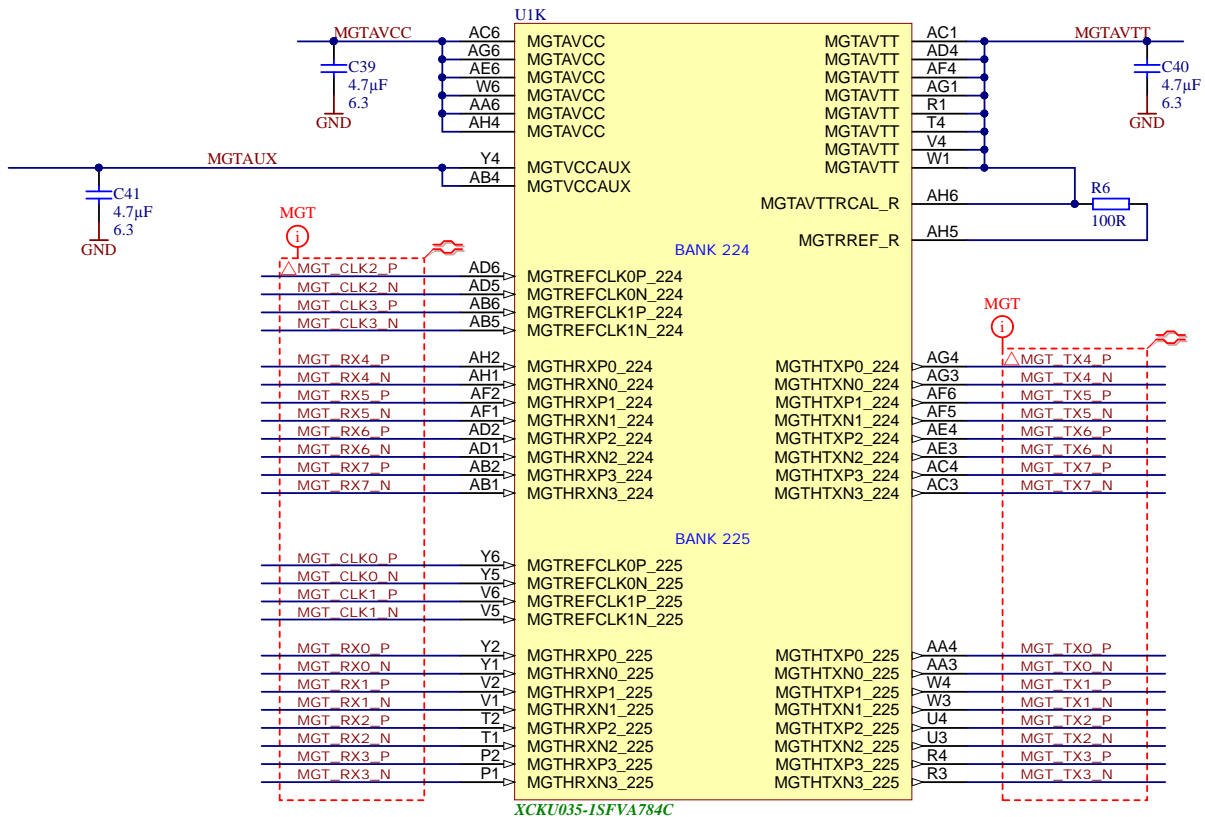 U1K
MGTAVCC AC6 MGTAVCC MGTAVTT AC1 MGTAVTT
AG6 MGTAVCC MGTAVTT AD4
C39 AE6 MGTAVCC MGTAVTT AF4 C40
4.7µF W6 MGTAVCC MGTAVTT AG1 4.7µF
6.3 AA6 MGTAVCC MGTAVTT R1 6.3
GND AH4 MGTAVCC MGTAVTT T4 GND
MGTAVTT V4
MGTAUX Y4 MGTVCCAUX MGTAVTT W1
AB4 MGTVCCAUX
C41 MGTAVTTRCAL_R AH6 R6
4.7µF 100R
6.3
GND MGTRREF_R AH5
MGT
i
BANK 224
MGT_CLK2_P AD6 MGTREFCLK0P_224
MGT_CLK2_N AD5 MGTREFCLK0N_224
MGT_CLK3_P AB6 MGTREFCLK1P_224
MGT_CLK3_N AB5 MGTREFCLK1N_224
MGT
i
MGT_RX4_P AH2 MGTHRXP0_224 MGTHTXP0_224 AG4 MGT_TX4_P
MGT_RX4_N AH1 MGTHRXN0_224 MGTHTXN0_224 AG3 MGT_TX4_N
MGT_RX5_P AF2 MGTHRXP1_224 MGTHTXP1_224 AF6 MGT_TX5_P
MGT_RX5_N AF1 MGTHRXN1_224 MGTHTXN1_224 AF5 MGT_TX5_N
MGT_RX6_P AD2 MGTHRXP2_224 MGTHTXP2_224 AE4 MGT_TX6_P
MGT_RX6_N AD1 MGTHRXN2_224 MGTHTXN2_224 AE3 MGT_TX6_N
MGT_RX7_P AB2 MGTHRXP3_224 MGTHTXP3_224 AC4 MGT_TX7_P
MGT_RX7_N AB1 MGTHRXN3_224 MGTHTXN3_224 AC3 MGT_TX7_N
BANK 225
MGT_CLK0_P Y6 MGTREFCLK0P_225
MGT_CLK0_N Y5 MGTREFCLK0N_225
MGT_CLK1_P V6 MGTREFCLK1P_225
MGT_CLK1_N V5 MGTREFCLK1N_225
MGT_RX0_P Y2 MGTHRXP0_225 MGTHTXP0_225 AA4 MGT_TX0_P
MGT_RX0_N Y1 MGTHRXN0_225 MGTHTXN0_225 AA3 MGT_TX0_N
MGT_RX1_P V2 MGTHRXP1_225 MGTHTXP1_225 W4 MGT_TX1_P
MGT_RX1_N V1 MGTHRXN1_225 MGTHTXN1_225 W3 MGT_TX1_N
MGT_RX2_P T2 MGTHRXP2_225 MGTHTXP2_225 U4 MGT_TX2_P
MGT_RX2_N T1 MGTHRXN2_225 MGTHTXN2_225 U3 MGT_TX2_N
MGT_RX3_P P2 MGTHRXP3_225 MGTHTXP3_225 R4 MGT_TX3_P
MGT_RX3_N P1 MGTHRXN3_225 MGTHTXN3_225 R3 MGT_TX3_N
XCKU035-1SFVA784C